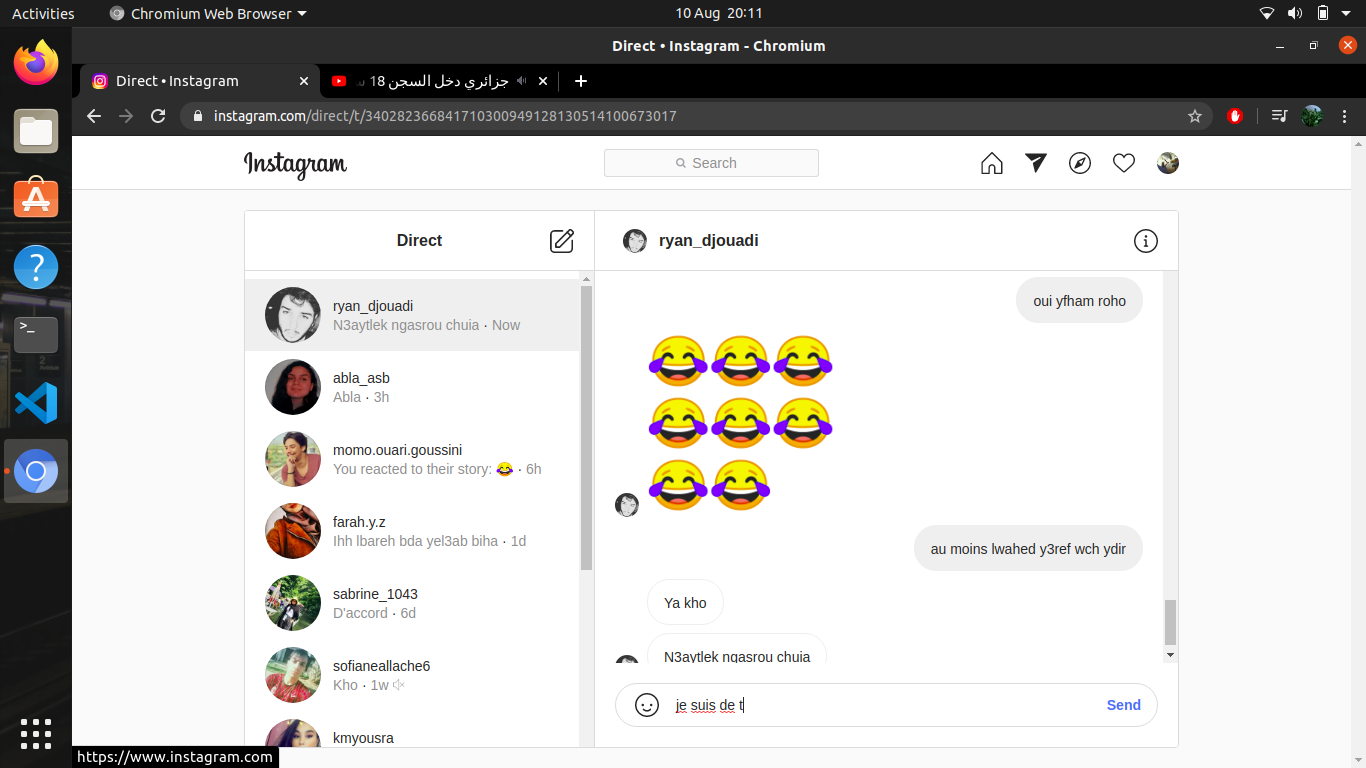 Activities
Chromium Web Browser
10 Aug 20:11
Direct • Instagram - Chromium
Direct • Instagram
جزائري دخل السجن 18
instagram.com/direct/t/340282366841710300949128130514100673017
Instagram
Search
Direct
ryan_djouadi
N3aytlek ngasrou chuia · Now
abla_asb
Abla · 3h
momo.ouari.goussini
You reacted to their story: 😂 · 6h
farah.y.z
Ihh lbareh bda yel3ab biha · 1d
sabrine_1043
D'accord · 6d
sofianeallache6
Kho · 1w
kmyousra
ryan_djouadi
oui yfham roho
😂😂😂
😂😂😂
😂😂
au moins lwahed y3ref wch ydir
Ya kho
N3aytlek ngasrou chuia
je suis de t
Send
https://www.instagram.com